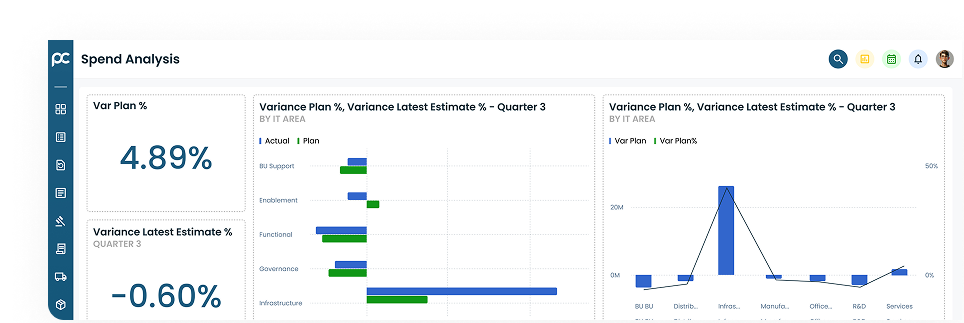 pc
Spend Analysis
Var Plan %
4.89%
Variance Latest Estimate %
QUARTER 3
-0.60%
Variance Plan %, Variance Latest Estimate % - Quarter 3
BY IT AREA
Actual Plan
BU Support
Enablement
Functional
Governance
Infrastructure
Variance Plan %, Variance Latest Estimate % - Quarter 3
BY IT AREA
Var Plan Var Plan%
50%
20M
0M 0%
BU BU Distrib... Infras... Manufa... Office... R&D Services